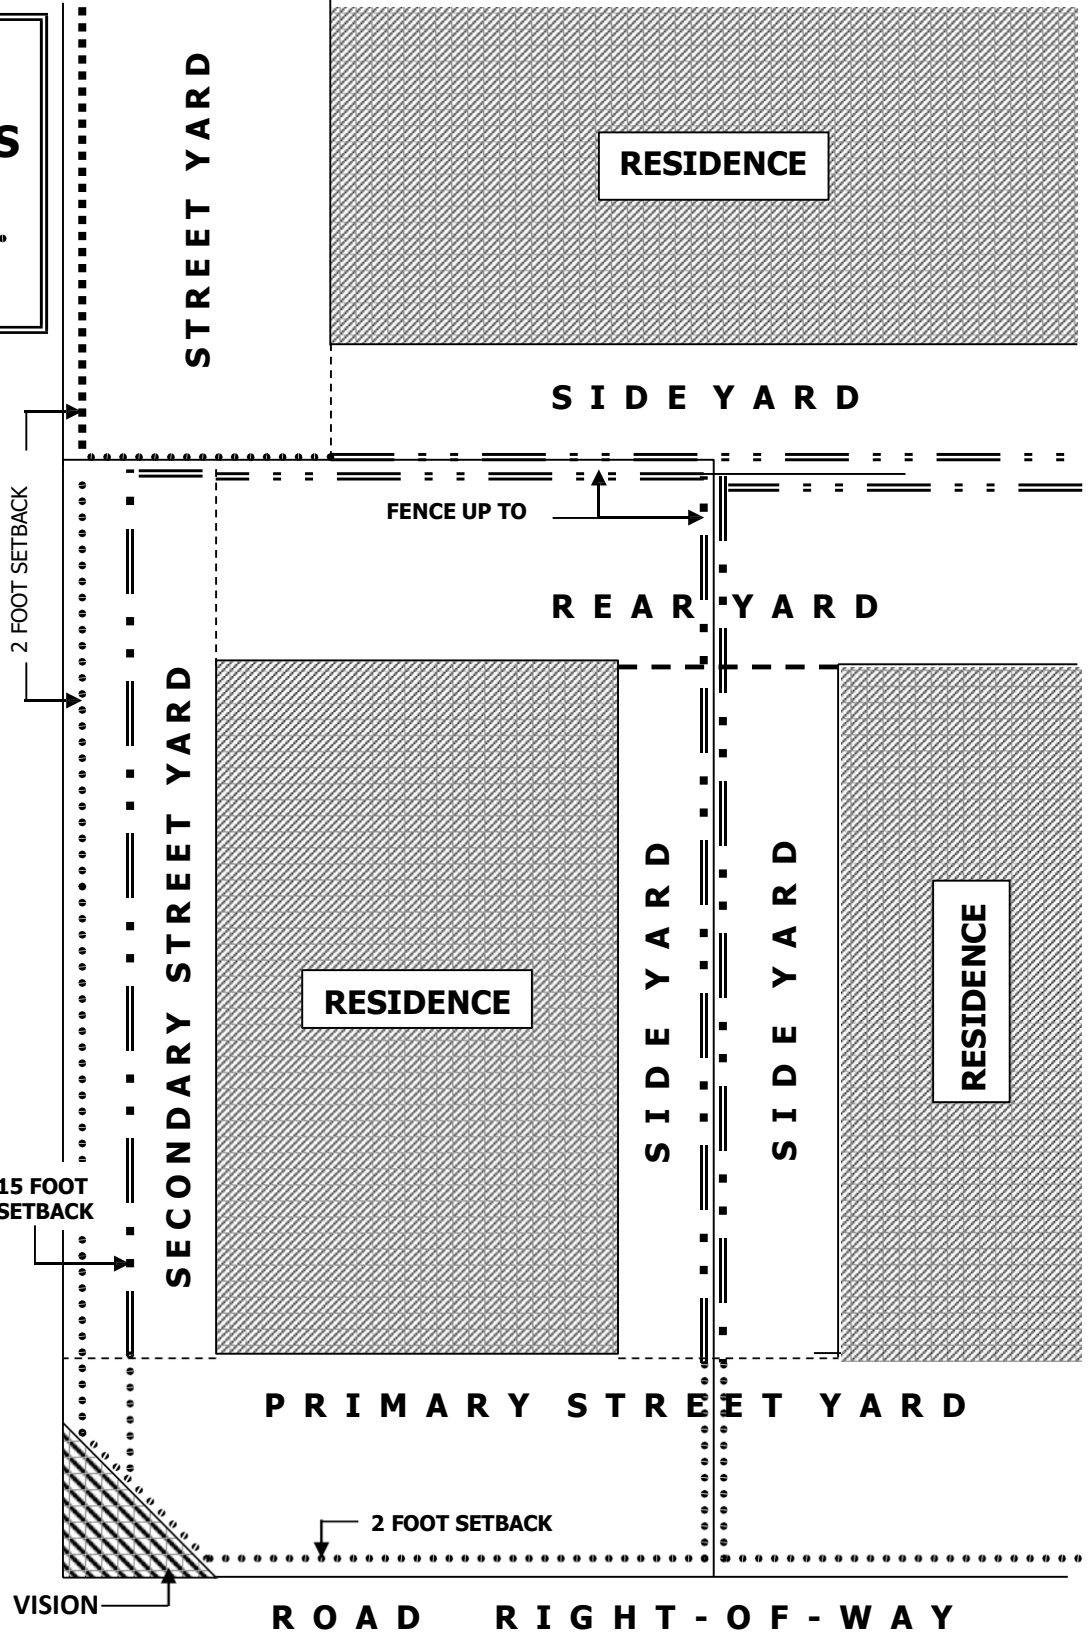 S
STREET YARD
RESIDENCE
SIDE YARD
2 FOOT SETBACK
FENCE UP TO
REAR YARD
SECONDARY STREET YARD
RESIDENCE
SIDE YARD
SIDE YARD
RESIDENCE
15 FOOT
SETBACK
PRIMARY STREET YARD
2 FOOT SETBACK
VISION
ROAD RIGHT-OF-WAY